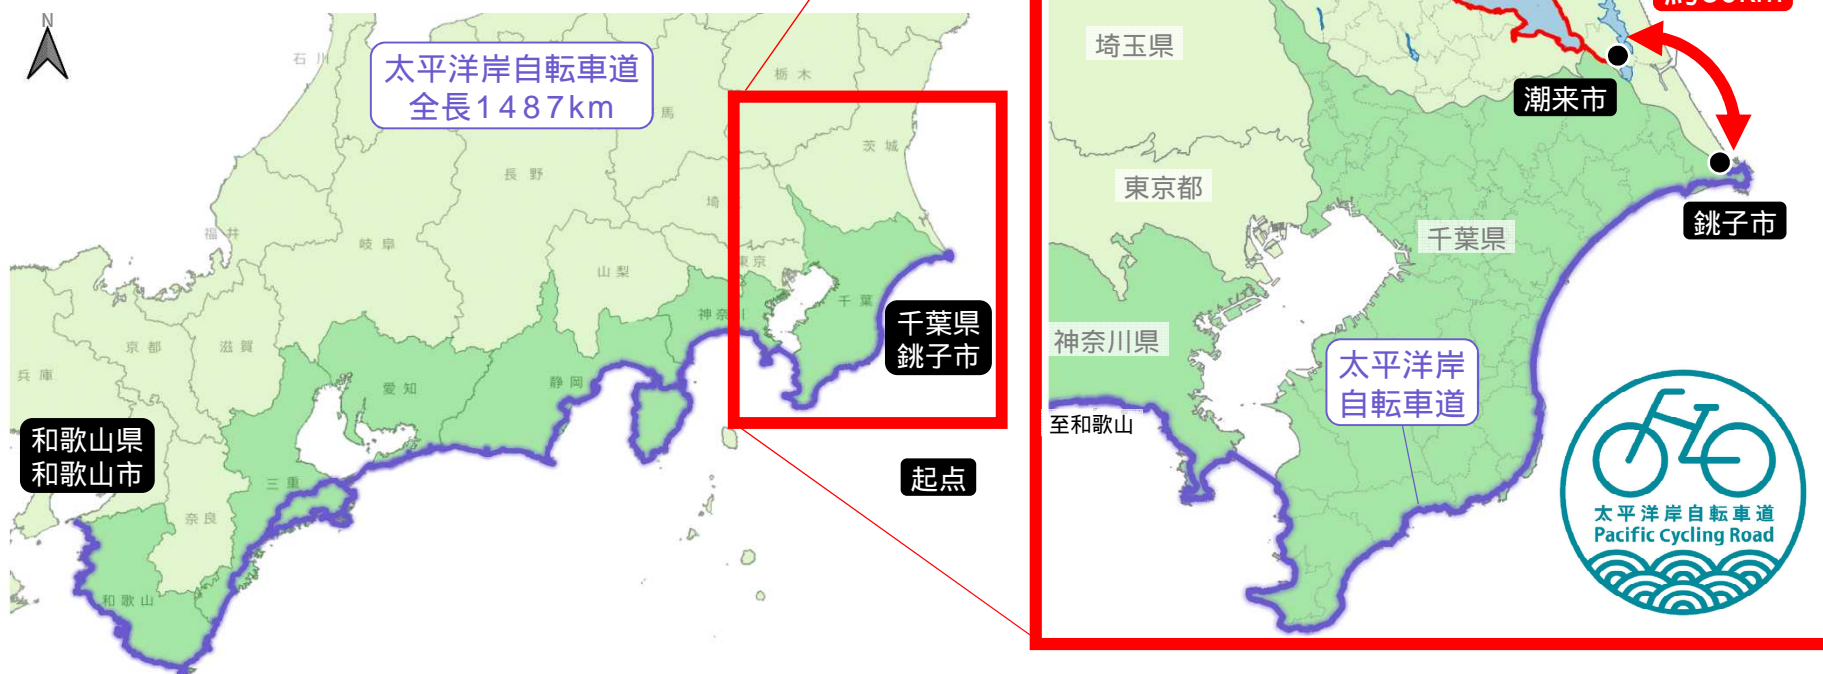 N
石川
太平洋岸自転車道
全長1487km
栃木
馬
茨城
長野
埼
福井
岐阜
山梨
東京
千葉
神奈川
千葉県
銚子市
京都
滋賀
兵庫
愛知
静岡
和歌山県
和歌山市
三重
奈良
起点
和歌山
埼玉県
潮来市
東京都
銚子市
千葉県
神奈川県
太平洋岸
自転車道
至和歌山
太平洋岸自転車道
Pacific Cycling Road